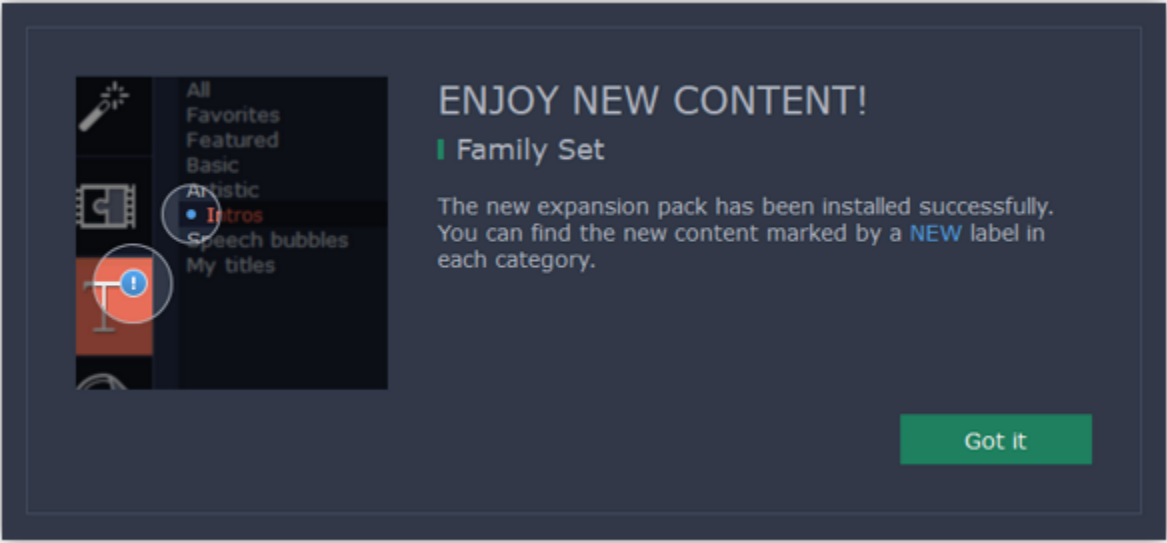 All
Favorites
Featured
Basic
Artistic
Intros
Speech bubbles
My titles
ENJOY NEW CONTENT!
Family Set
The new expansion pack has been installed successfully.
You can find the new content marked by a NEW label in
each category.
Got it